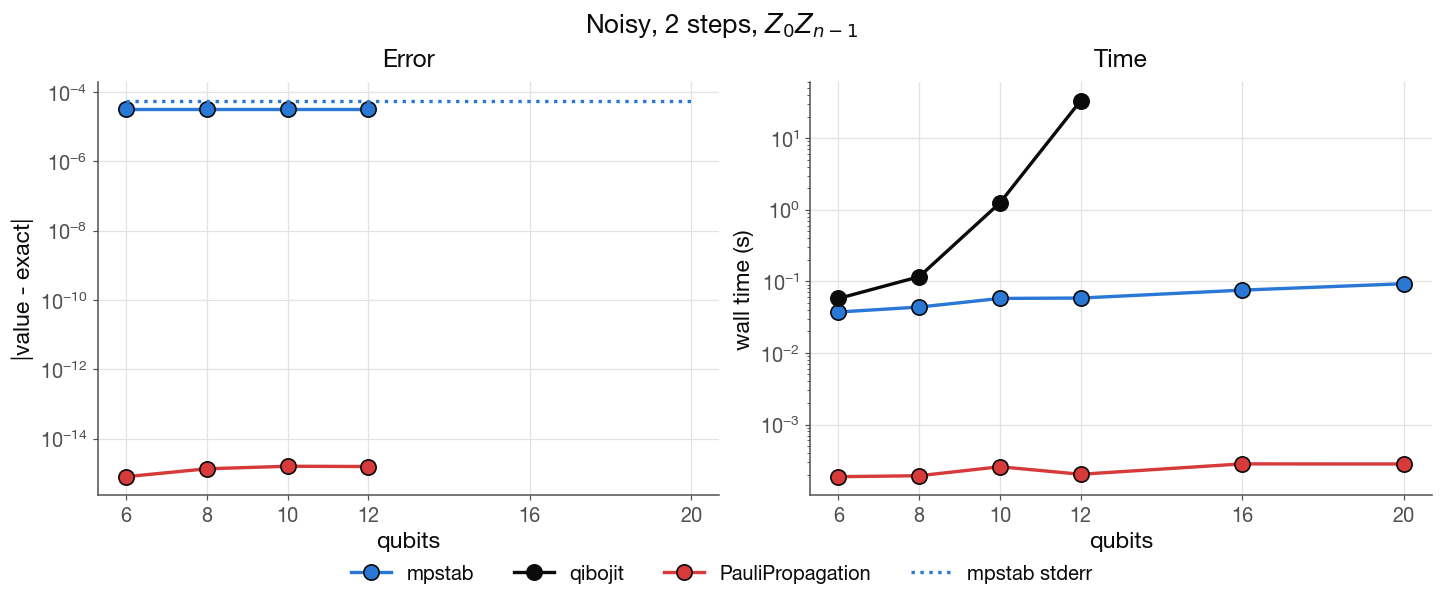 Noisy, 2 steps, $Z_0Z_{n-1}$
Error
|value - exact|
10⁻⁴
10⁻⁶
10⁻⁸
10⁻¹⁰
10⁻¹²
10⁻¹⁴
6 8 10 12 16 20
qubits
Time
wall time (s)
10¹
10⁰
10⁻¹
10⁻²
10⁻³
6 8 10 12 16 20
qubits
mpstab qibojit PauliPropagation mpstab stderr